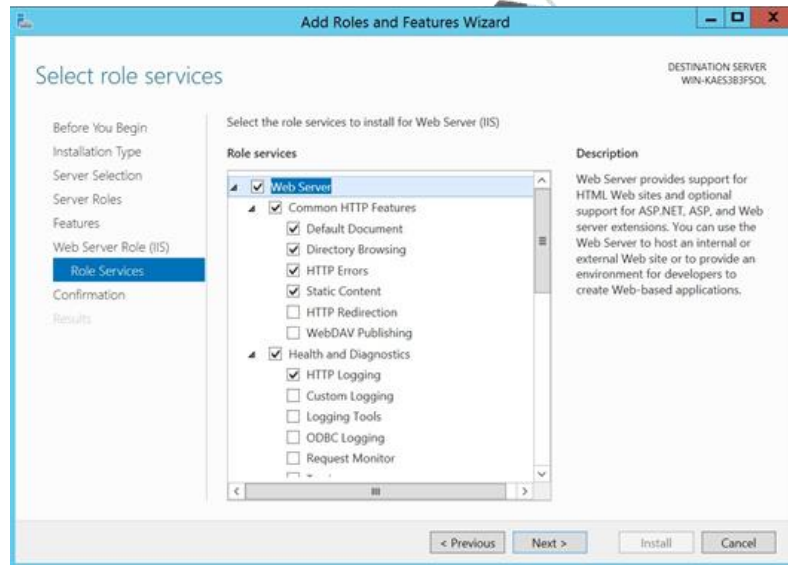 Add Roles and Features Wizard
Select role services
DESTINATION SERVER
WIN-KAES3B3FSOL
Before You Begin
Installation Type
Server Selection
Server Roles
Features
Web Server Role (IIS)
Role Services
Confirmation
Results
Select the role services to install for Web Server (IIS)
Role services
Web Server
Common HTTP Features
Default Document
Directory Browsing
HTTP Errors
Static Content
HTTP Redirection
WebDAV Publishing
Health and Diagnostics
HTTP Logging
Custom Logging
Logging Tools
ODBC Logging
Request Monitor
Description
Web Server provides support for
HTML Web sites and optional
support for ASP.NET, ASP, and Web
server extensions. You can use the
Web Server to host an internal or
external Web site or to provide an
environment for developers to
create Web-based applications.
< Previous
Next >
Install
Cancel